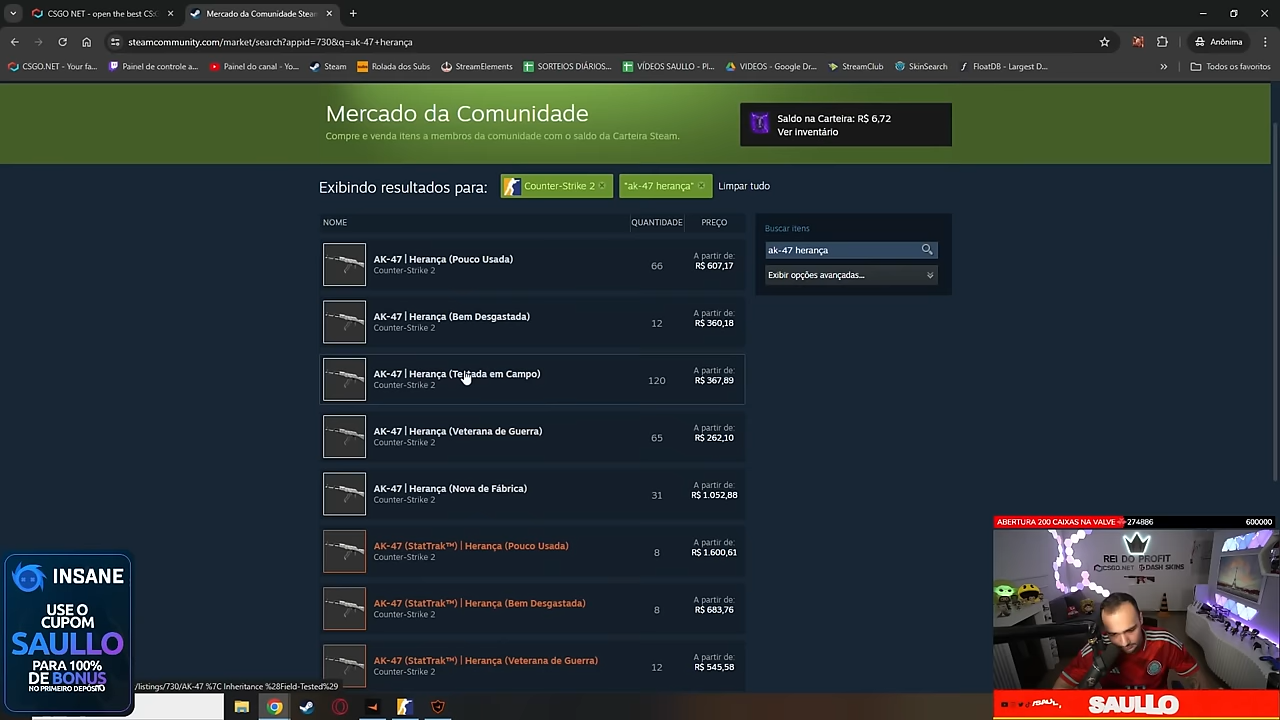 CSGO NET - open the best CS:
Mercado da Comunidade Steam
steamcommunity.com/market/search?appid=730&q=ak-47+herança
Anônima
CSGO.NET - Your fa...
Painel de controle a...
Painel do canal - Yo...
Steam
Rolada dos Subs
StreamElements
SORTEIOS DIÁRIOS...
VÍDEOS SAULLO - Pl...
VIDEOS - Google Dr...
StreamClub
SkinSearch
FloatDB - Largest D...
Todos os favoritos
Mercado da Comunidade
Compre e venda itens a membros da comunidade com o saldo da Carteira Steam.
Saldo na Carteira: R$ 6,72
Ver inventário
Exibindo resultados para:
Counter-Strike 2
"ak-47 herança"
Limpar tudo
NOME
QUANTIDADE
PREÇO
AK-47 | Herança (Pouco Usada)
Counter-Strike 2
66
A partir de:
R$ 607,17
AK-47 | Herança (Bem Desgastada)
Counter-Strike 2
12
A partir de:
R$ 360,18
AK-47 | Herança (Testada em Campo)
Counter-Strike 2
120
A partir de:
R$ 367,89
AK-47 | Herança (Veterana de Guerra)
Counter-Strike 2
65
A partir de:
R$ 262,10
AK-47 | Herança (Nova de Fábrica)
Counter-Strike 2
31
A partir de:
R$ 1.052,88
AK-47 (StatTrak™) | Herança (Pouco Usada)
Counter-Strike 2
8
A partir de:
R$ 1.600,61
AK-47 (StatTrak™) | Herança (Bem Desgastada)
Counter-Strike 2
8
A partir de:
R$ 683,76
AK-47 (StatTrak™) | Herança (Veterana de Guerra)
Counter-Strike 2
12
A partir de:
R$ 545,58
Buscar itens
ak-47 herança
Exibir opções avançadas...
INSANE
USE O
CUPOM
SAULLO
PARA 100%
DE BONUS
NO PRIMEIRO DEPÓSITO
/listings/730/AK-47 %7C Inheritance %28Field-Tested%29
ABERTURA 200 CAIXAS NA VALVE
274886
600000
REI DO PROFIT
CSGO.NET
DASH SKINS
SAULLO